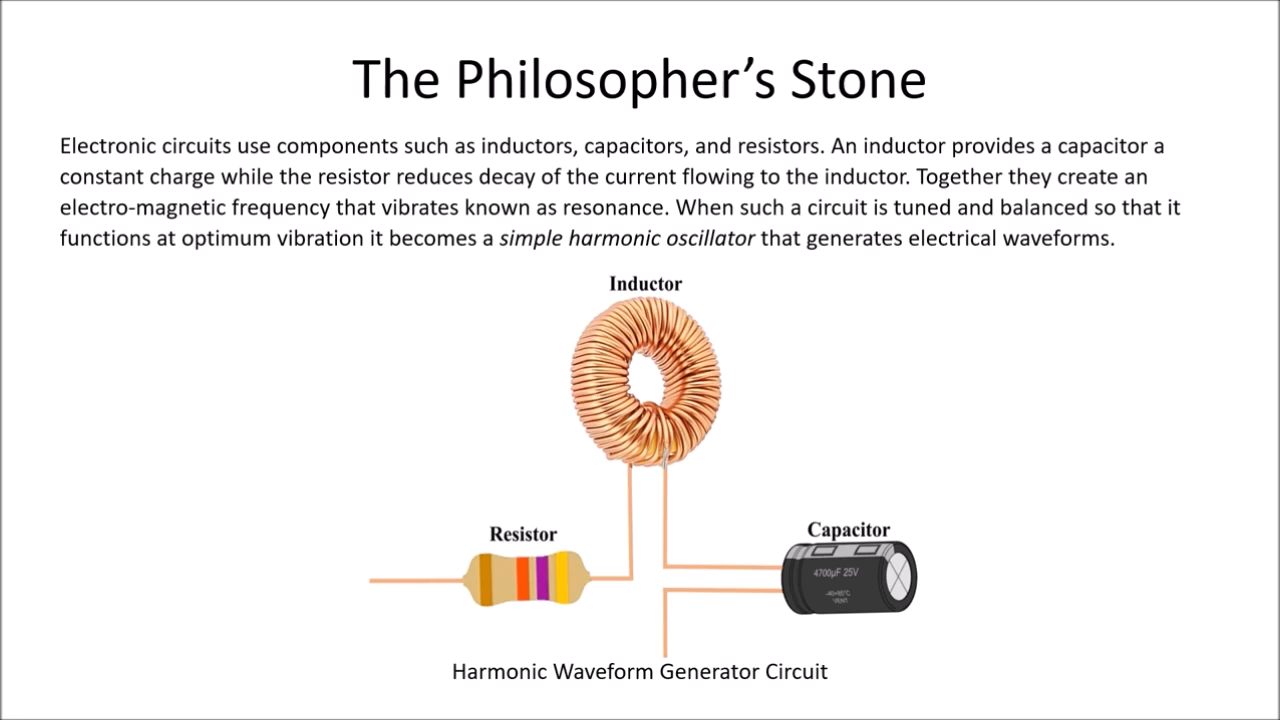 The Philosopher’s Stone
Electronic circuits use components such as inductors, capacitors, and resistors. An inductor provides a capacitor a
constant charge while the resistor reduces decay of the current flowing to the inductor. Together they create an
electro-magnetic frequency that vibrates known as resonance. When such a circuit is tuned and balanced so that it
functions at optimum vibration it becomes a simple harmonic oscillator that generates electrical waveforms.
Inductor
Resistor
Capacitor
4700µF 25V
Harmonic Waveform Generator Circuit